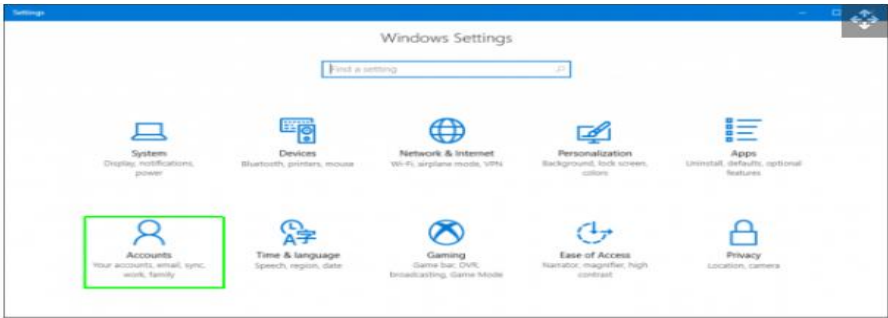 Settings
Windows Settings
Find a setting
System
Display, notifications,
power
Devices
Bluetooth, printers, mouse
Network & Internet
Wi-Fi, airplane mode, VPN
Personalization
Background, lock screen,
colors
Apps
Uninstall, defaults, optional
features
Accounts
Your accounts, email, sync,
work, family
Time & language
Speech, region, date
Gaming
Game bar, DVR,
broadcasting, Game Mode
Ease of Access
Narrator, magnifier, high
contrast
Privacy
Location, camera